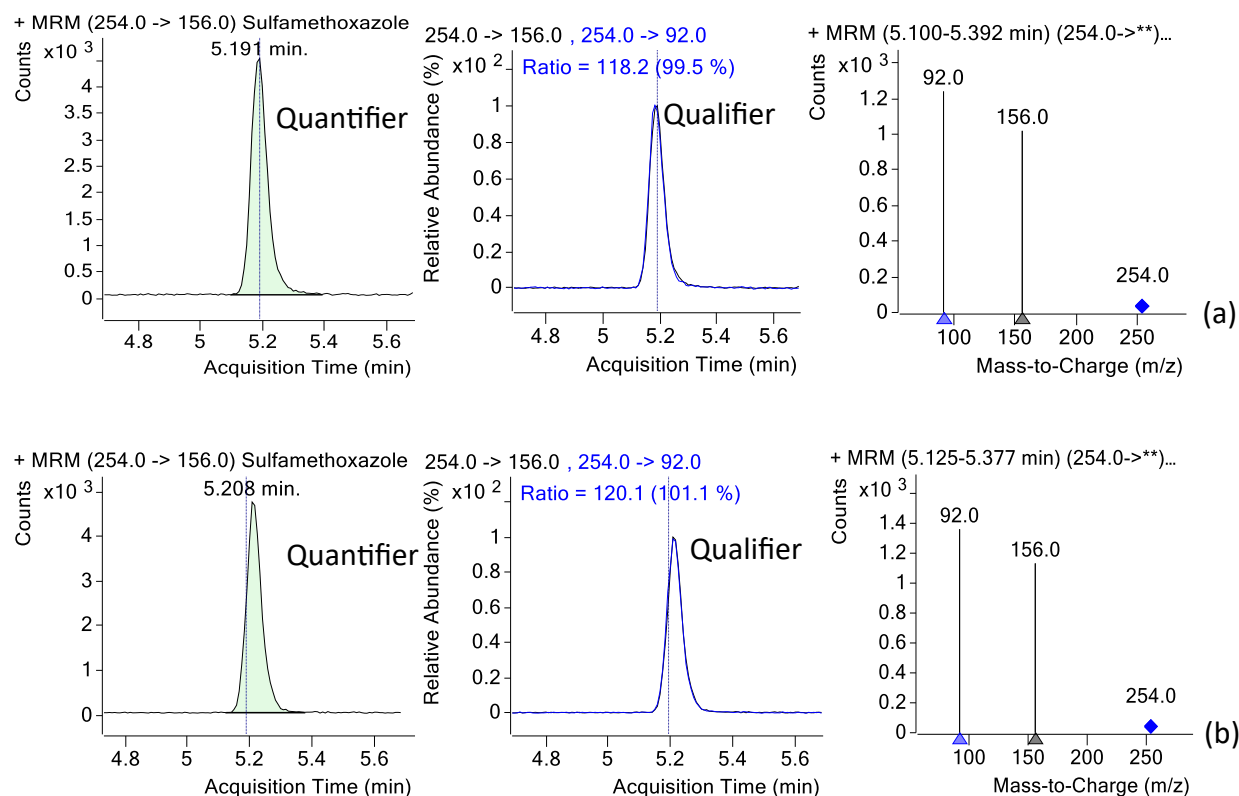 + MRM (254.0 -> 156.0) Sulfamethoxazole
x10 3
5.191 min.
Counts
Quantifier
4
3.5
3
2.5
2
1.5
1
0.5
0
4.8 5 5.2 5.4 5.6
Acquisition Time (min)
254.0 -> 156.0 , 254.0 -> 92.0
x10 2
Ratio = 118.2 (99.5 %)
Relative Abundance (%)
Qualifier
1
0.8
0.6
0.4
0.2
0
4.8 5 5.2 5.4 5.6
Acquisition Time (min)
+ MRM (5.100-5.392 min) (254.0->**)...
x10 3
Counts
92.0
156.0
254.0
1.2
1
0.8
0.6
0.4
0.2
0
100 150 200 250
Mass-to-Charge (m/z)
(a)
+ MRM (254.0 -> 156.0) Sulfamethoxazole
x10 3
5.208 min.
Counts
Quantifier
4
3
2
1
0
4.8 5 5.2 5.4 5.6
Acquisition Time (min)
254.0 -> 156.0 , 254.0 -> 92.0
x10 2
Ratio = 120.1 (101.1 %)
Relative Abundance (%)
Qualifier
1
0.8
0.6
0.4
0.2
0
4.8 5 5.2 5.4 5.6
Acquisition Time (min)
+ MRM (5.125-5.377 min) (254.0->**)...
x10 3
Counts
92.0
156.0
254.0
1.4
1.2
1
0.8
0.6
0.4
0.2
0
100 150 200 250
Mass-to-Charge (m/z)
(b)